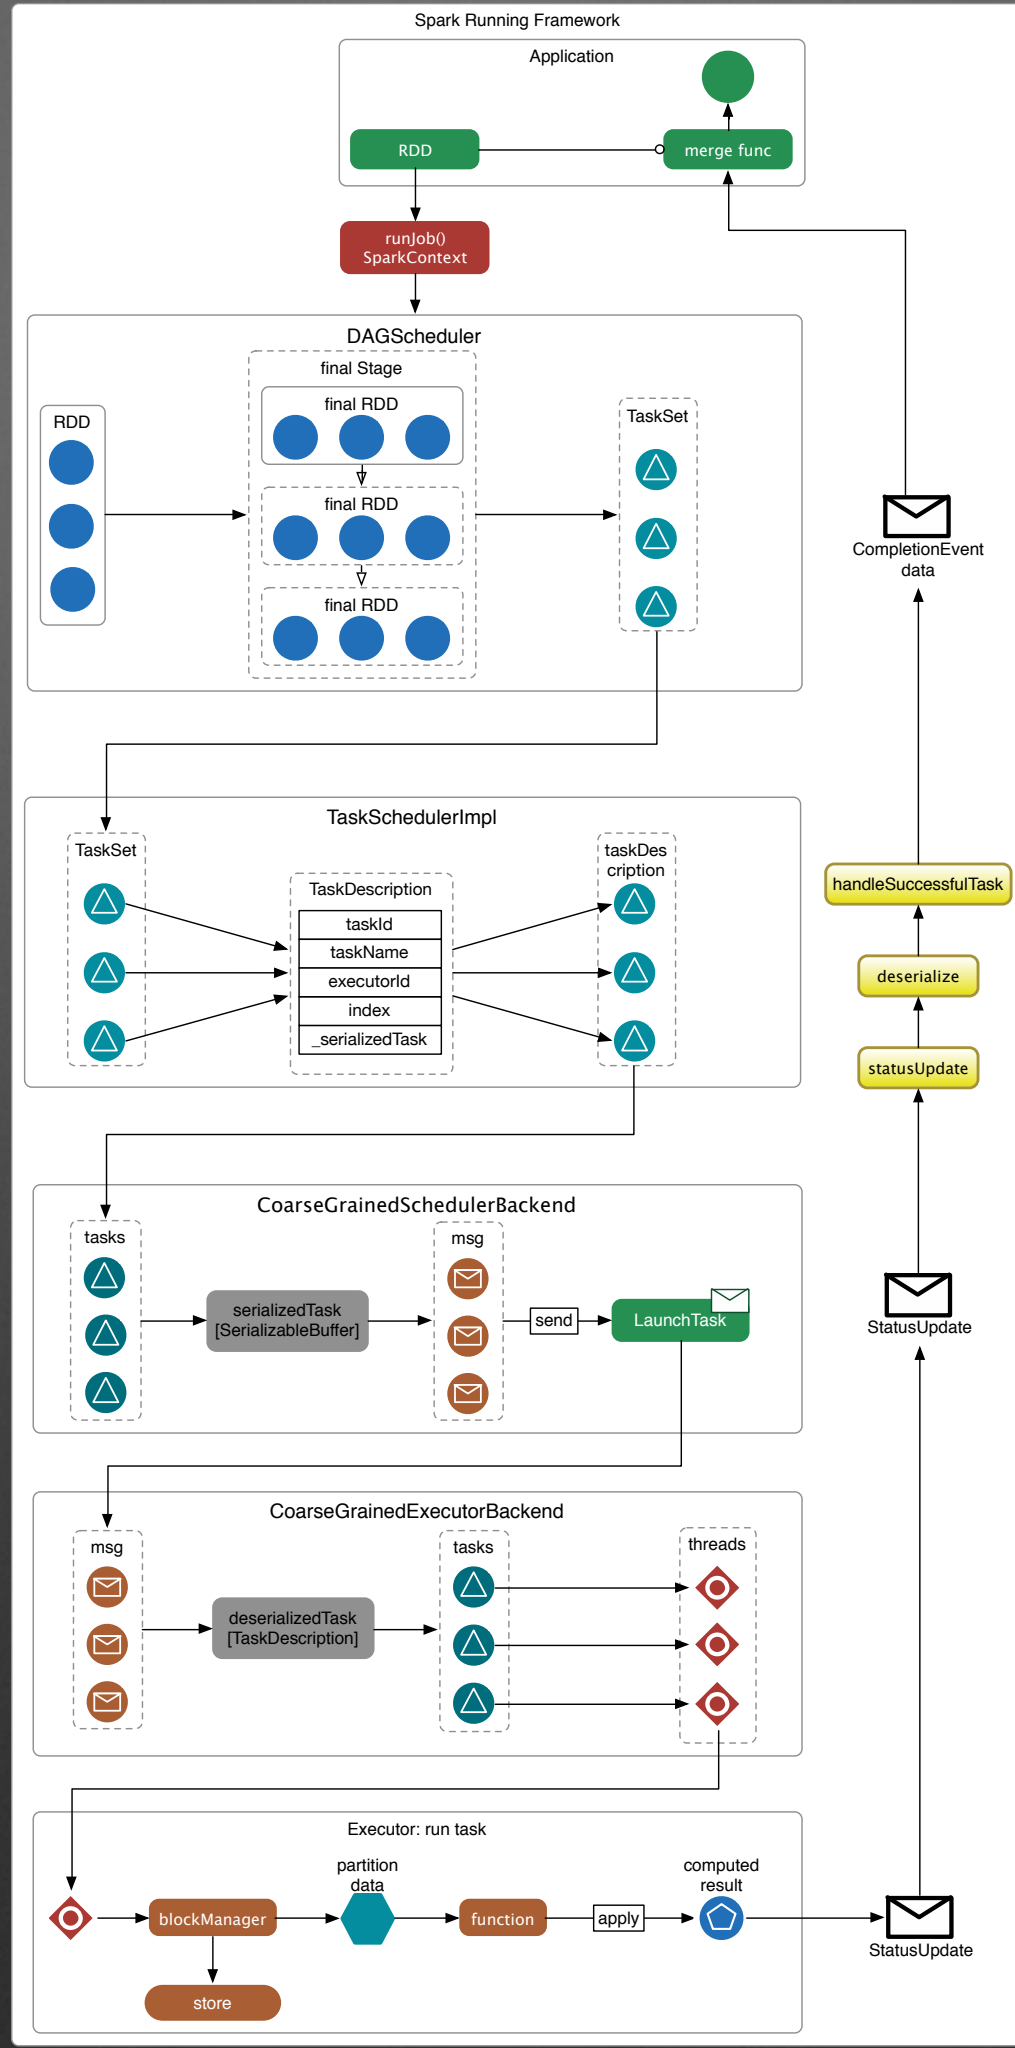 Spark Running Framework
Application
RDD
merge func
runJob()
SparkContext
DAGScheduler
final Stage
final RDD
RDD
TaskSet
final RDD
final RDD
CompletionEvent
data
TaskSchedulerImpl
TaskSet
taskDes
cription
TaskDescription
taskId
taskName
executorId
index
_serializedTask
handleSuccessfulTask
deserialize
statusUpdate
CoarseGrainedSchedulerBackend
tasks
msg
serializedTask
[SerializableBuffer]
send
LaunchTask
StatusUpdate
CoarseGrainedExecutorBackend
msg
tasks
threads
deserializedTask
[TaskDescription]
Executor: run task
partition
data
computed
result
blockManager
function
apply
StatusUpdate
store